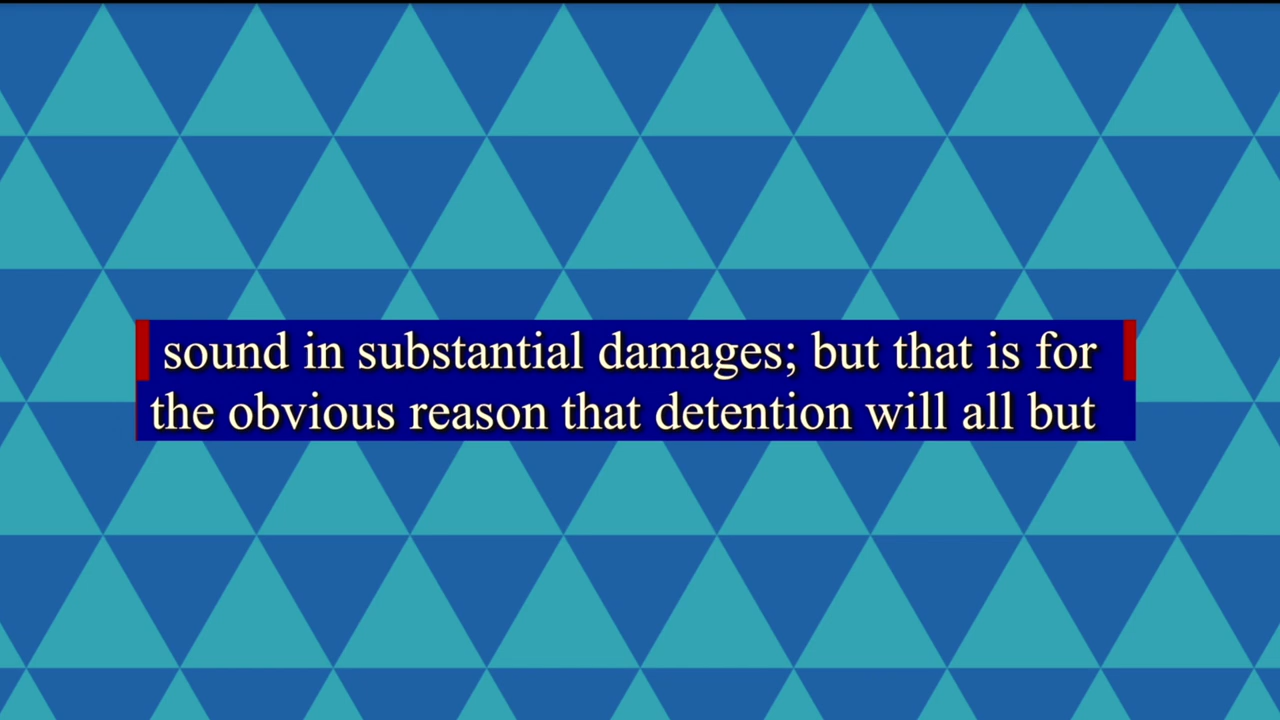 sound in substantial damages; but that is for
the obvious reason that detention will all but